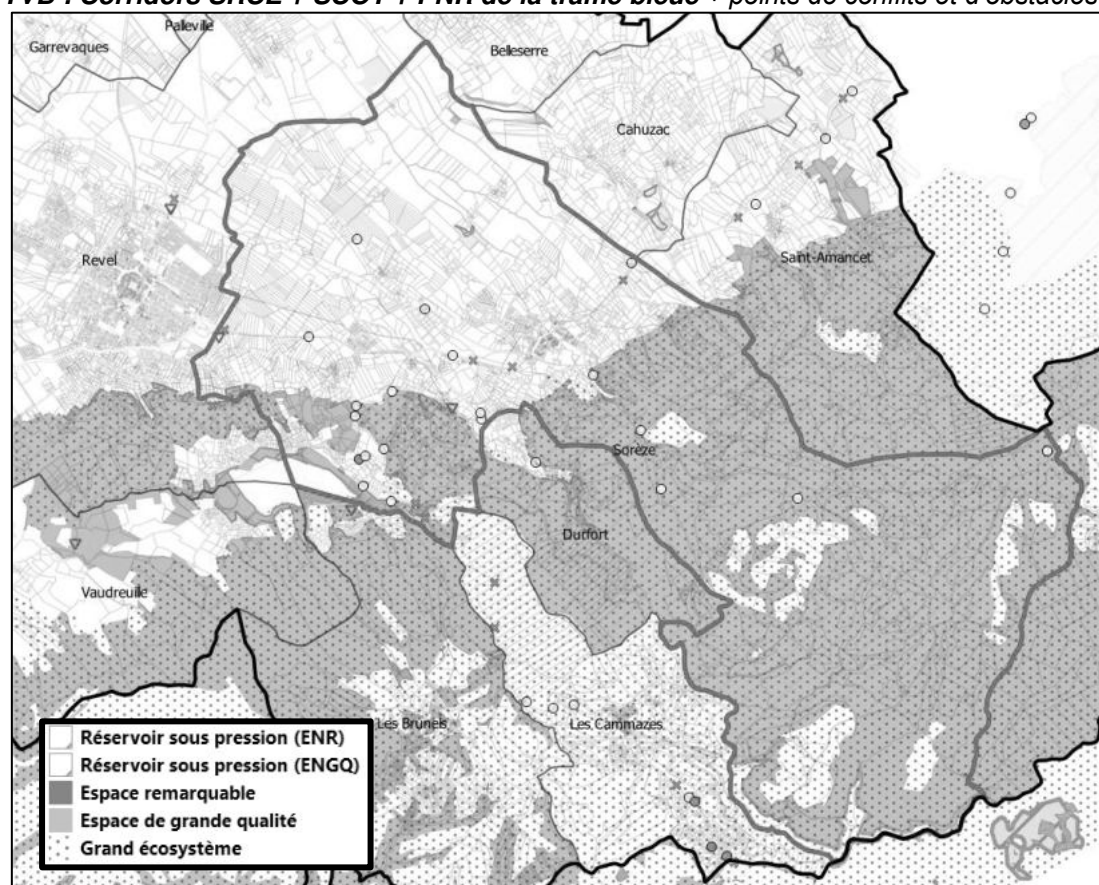 TVB : Corridors SRCE + SCOT + PNR de la trame bleue + points de conflits et d'obstacles
Palleville
Garrevaques
Belleserre
Cahuzac
Revel
Saint-Amancet
Sorèze
Durfort
Vaudreuille
Les Brunels
Les Cammazes
Réservoir sous pression (ENR)
Réservoir sous pression (ENGQ)
Espace remarquable
Espace de grande qualité
Grand écosystème